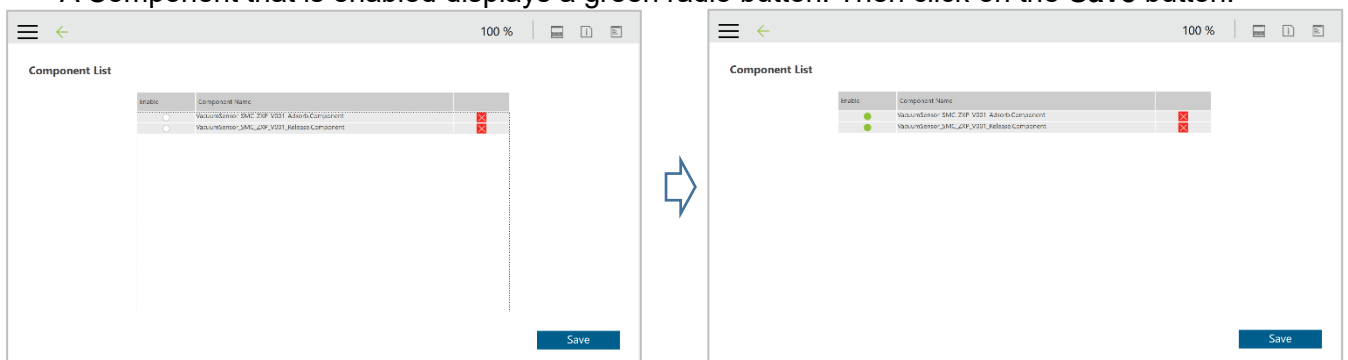 A Component that is enabled displays a green radio button. Then click on the Save button.
100 %
Component List
Enable Component Name
VacuumSensor_SMC_ZXP_V001_Adsorb.Component
VacuumSensor_SMC_ZXP_V001_Release.Component
Save
100 %
Component List
Enable Component Name
VacuumSensor_SMC_ZXP_V001_Adsorb.Component
VacuumSensor_SMC_ZXP_V001_Release.Component
Save